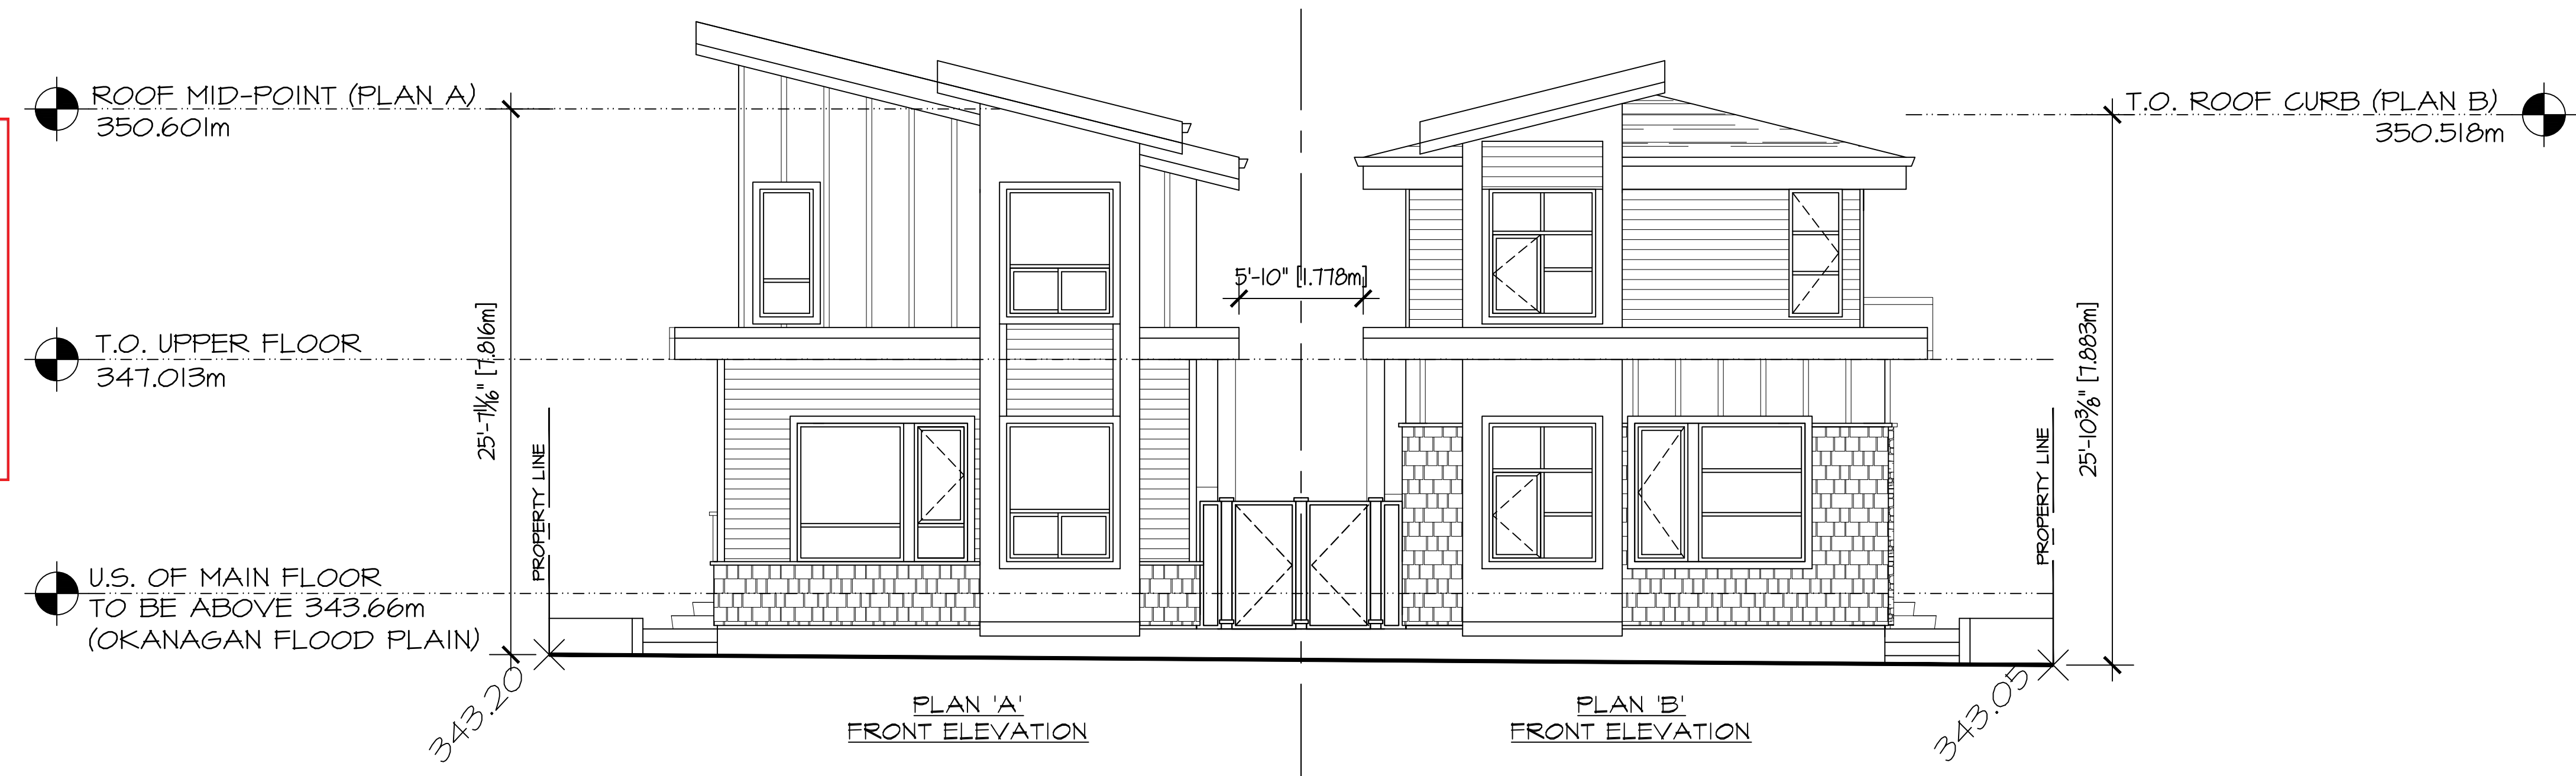 ROOF MID-POINT (PLAN A)
350.601m
T.O. ROOF CURB (PLAN B)
350.518m
5'-10" [1.778m]
T.O. UPPER FLOOR
347.013m
25'-7 11/16" [7.816m]
25'-10 3/8" [7.883m]
PROPERTY LINE
PROPERTY LINE
U.S. OF MAIN FLOOR
TO BE ABOVE 343.66m
(OKANAGAN FLOOD PLAIN)
343.20
343.05
PLAN 'A'
FRONT ELEVATION
PLAN 'B'
FRONT ELEVATION